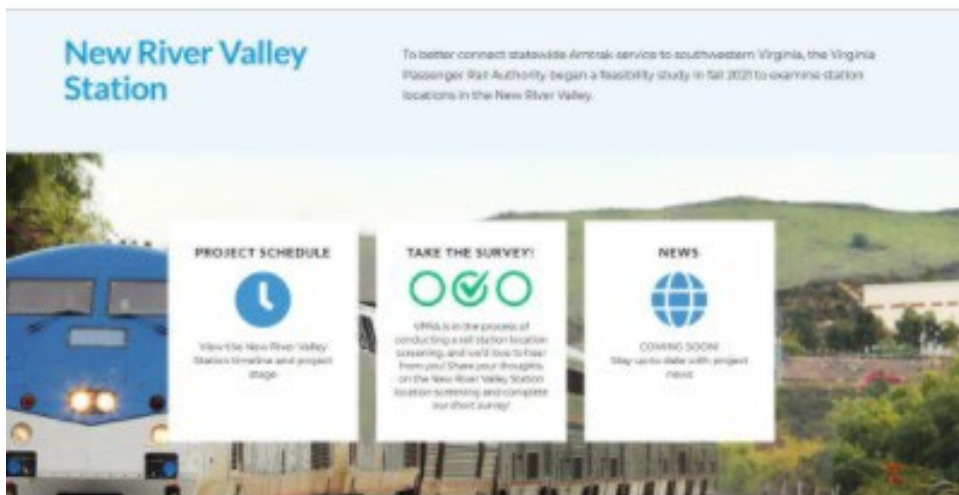 New River Valley
Station
To better connect statewide Amtrak service to southwestern Virginia, the Virginia
Passenger Rail Authority began a feasibility study in fall 2021 to examine station
locations in the New River Valley.
PROJECT SCHEDULE
View the New River Valley
Station timeline and project
stage.
TAKE THE SURVEY!
VPRA is in the process of
conducting a rail station location
screening, and we'd love to hear
from you! Share your thoughts
on the New River Valley Station
location screening and complete
our short survey!
NEWS
COMING SOON!
Stay up to date with project
news.